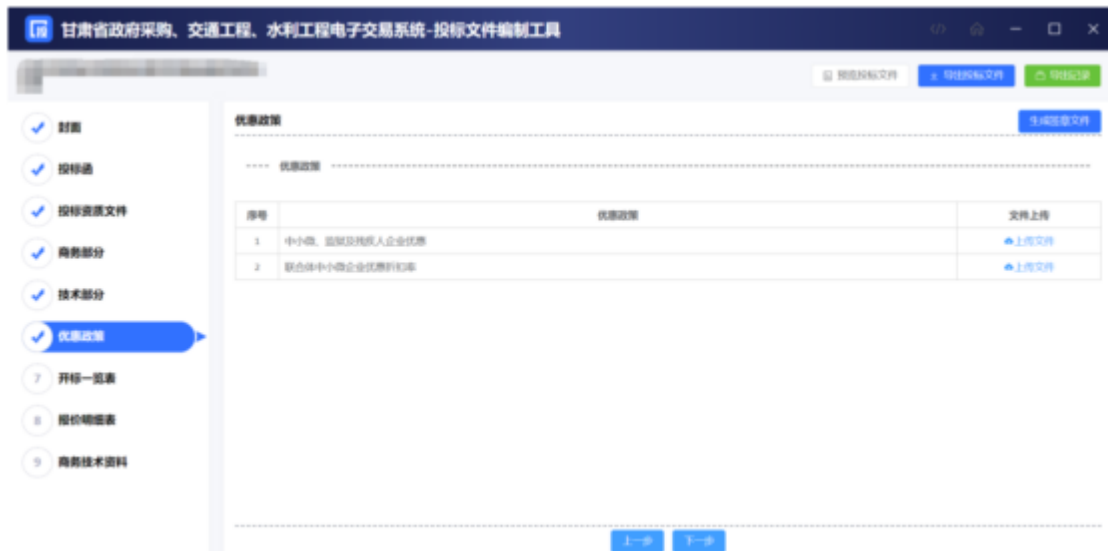 甘肃省政府采购、交通工程、水利工程电子交易系统-投标文件编制工具
预览投标文件 导出投标文件 导出记录
封面
投标函
投标资质文件
商务部分
技术部分
优惠政策
7 开标一览表
8 报价明细表
9 商务技术资料
优惠政策 生成签章文件
优惠政策
序号 优惠政策 文件上传
1 中小微、监狱及残疾人企业优惠 上传文件
2 联合体中小微企业优惠折扣率 上传文件
上一步 下一步